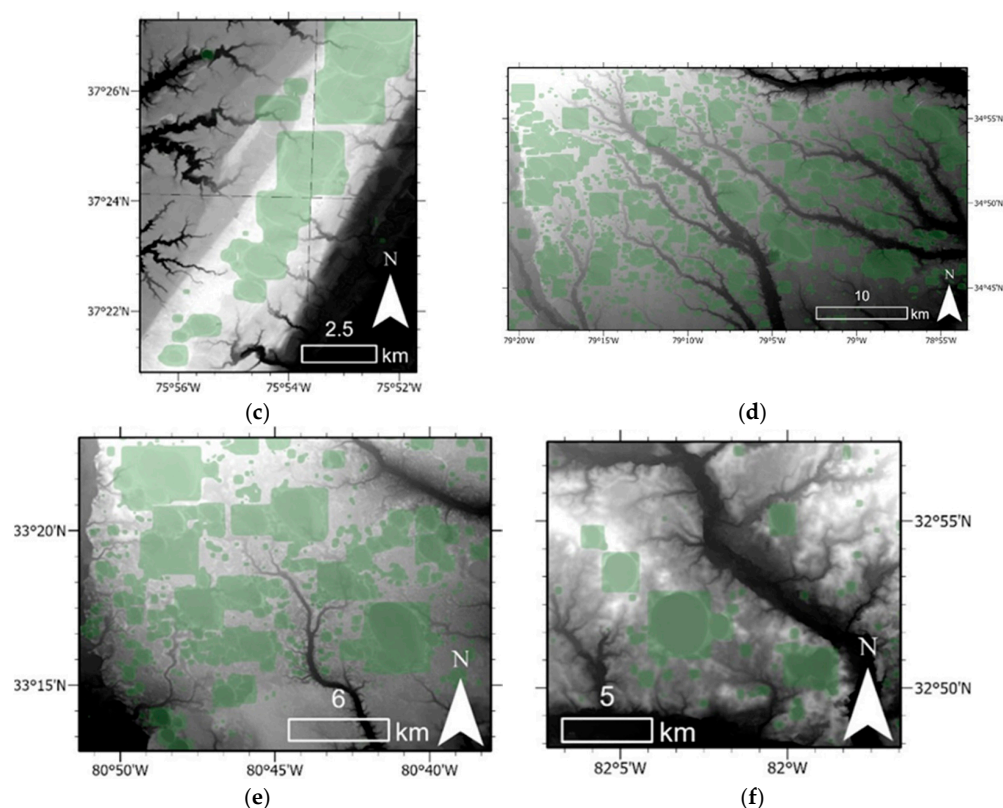 37°26'N
37°24'N
37°22'N
N
2.5
km
75°56'W
75°54'W
75°52'W
(c)
34°55'N
34°50'N
34°45'N
N
10
km
79°20'W
79°15'W
79°10'W
79°5'W
79°W
78°55'W
(d)
33°20'N
33°15'N
N
6
km
80°50'W
80°45'W
80°40'W
(e)
32°55'N
32°50'N
N
5
km
82°5'W
82°W
(f)